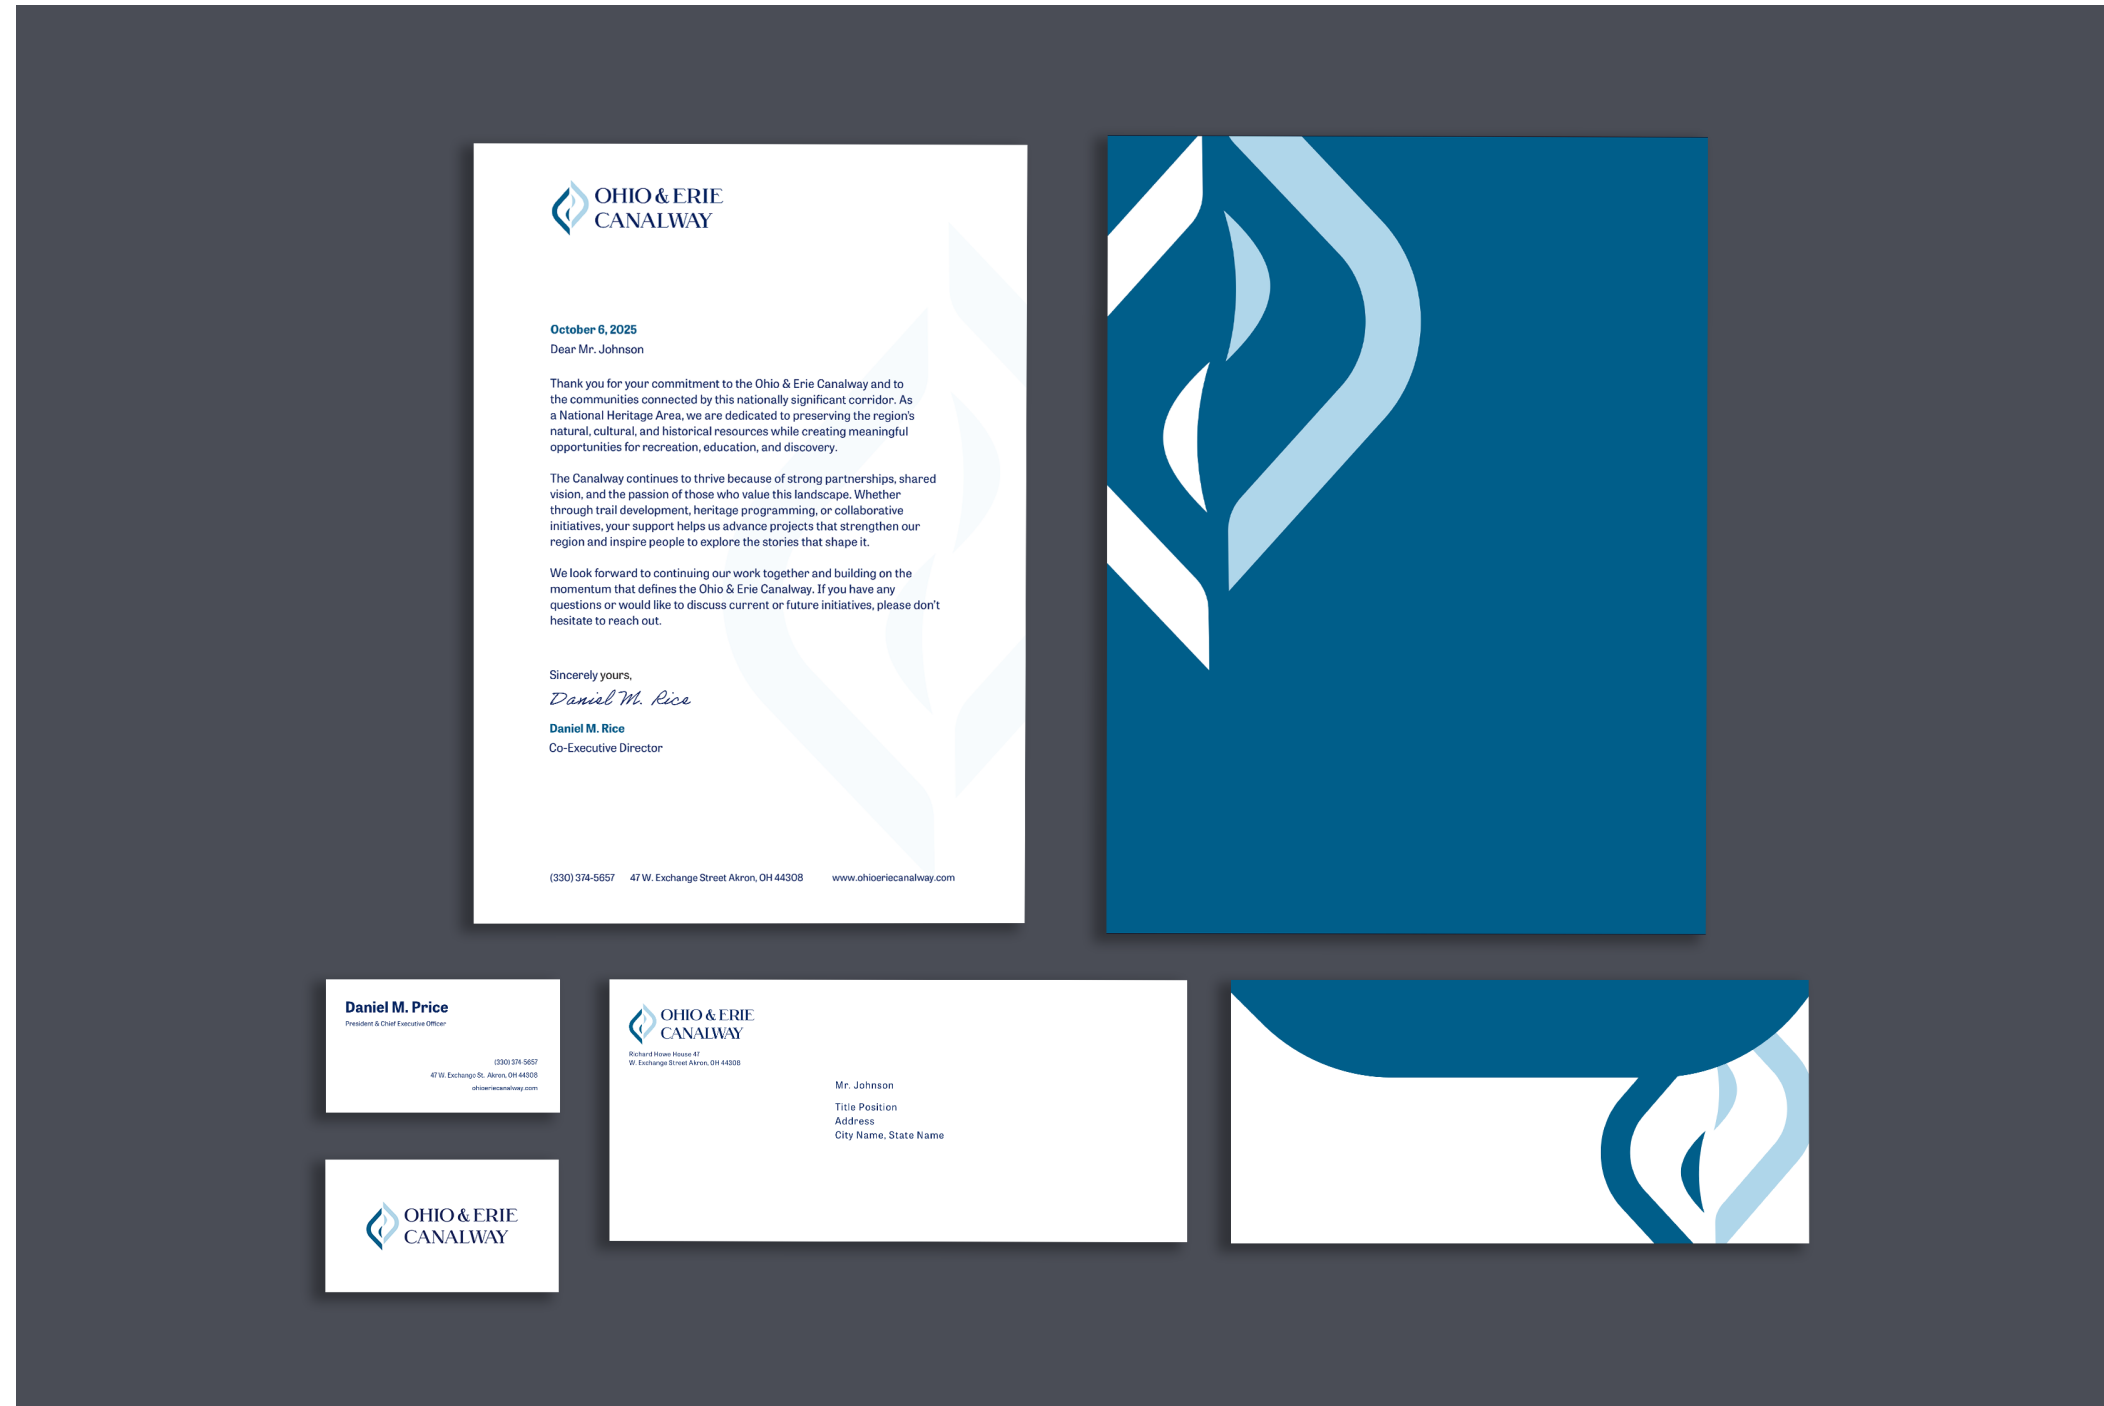 OHIO & ERIE
CANALWAY
October 6, 2025
Dear Mr. Johnson
Thank you for your commitment to the Ohio & Erie Canalway and to
the communities connected by this nationally significant corridor. As
a National Heritage Area, we are dedicated to preserving the region's
natural, cultural, and historical resources while creating meaningful
opportunities for recreation, education, and discovery.
The Canalway continues to thrive because of strong partnerships, shared
vision, and the passion of those who value this landscape. Whether
through trail development, heritage programming, or collaborative
initiatives, your support helps us advance projects that strengthen our
region and inspire people to explore the stories that shape it.
We look forward to continuing our work together and building on the
momentum that defines the Ohio & Erie Canalway. If you have any
questions or would like to discuss current or future initiatives, please don't
hesitate to reach out.
Sincerely yours,
Daniel M. Rice
Daniel M. Rice
Co-Executive Director
(330) 374-5657 47 W. Exchange Street Akron, OH 44308 www.ohioeriecanalway.com
Daniel M. Price
President & Chief Executive Officer
(330) 374-5657
47 W. Exchange St. Akron, OH 44308
ohioeriecanalway.com
OHIO & ERIE
CANALWAY
OHIO & ERIE
CANALWAY
Richard Howe House 47
W. Exchange Street Akron, OH 44308
Mr. Johnson
Title Position
Address
City Name, State Name